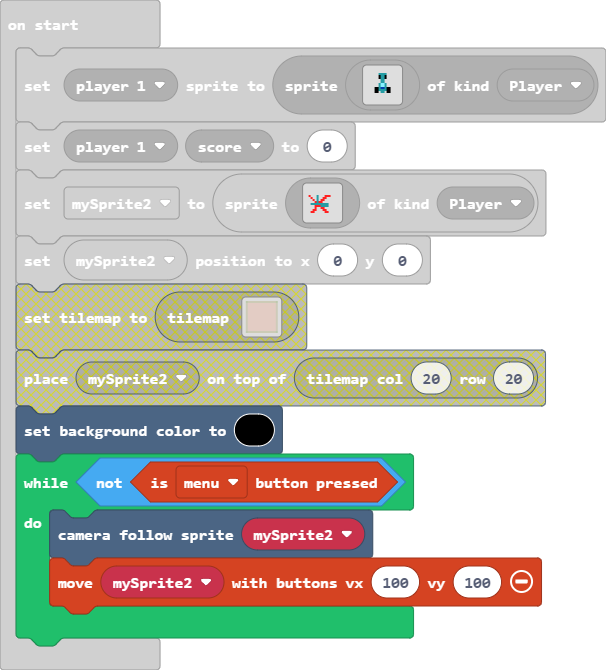 on start
set player 1 sprite to sprite of kind Player
set player 1 score to 0
set mySprite2 to sprite of kind Player
set mySprite2 position to x 0 y 0
set tilemap to tilemap
place mySprite2 on top of tilemap col 20 row 20
set background color to
while not is menu button pressed
do
camera follow sprite mySprite2
move mySprite2 with buttons vx 100 vy 100